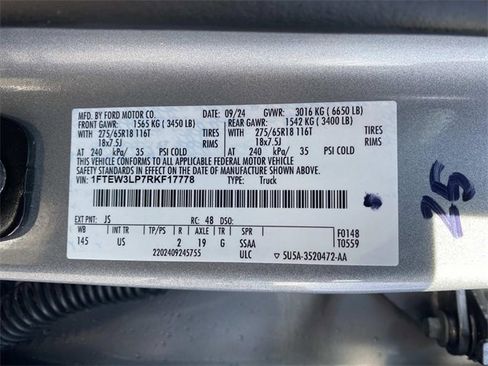 MFD. BY FORD MOTOR CO. 09/24 GVWR: 3016 KG ( 6650 LB)
FRONT GAWR: 1565 KG ( 3450 LB) REAR GAWR: 1542 KG ( 3400 LB)
WITH 275/65R18 116T TIRES WITH 275/65R18 116T TIRES
18x7.5J RIMS 18x7.5J RIMS
AT 240 kPa/ 35 PSI COLD AT 240 kPa/ 35 PSI COLD
THIS VEHICLE CONFORMS TO ALL APPLICABLE FEDERAL MOTOR VEHICLE
SAFETY STANDARDS IN EFFECT ON THE DATE OF MANUFACTURE SHOWN ABOVE.
VIN: 1FTEW3LP7RKF17778 TYPE: Truck
EXT PNT: JS RC: 48 DSO: F0148
WB INT TR TP/PS R AXLE TR SPR T0559
145 US 2 19 G SSAA
2202409245755 ULC 5U5A-3520472-AA